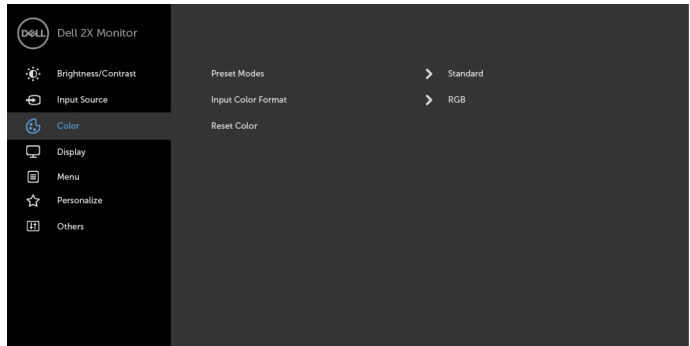 DELL Dell 2X Monitor
Brightness/Contrast Preset Modes Standard
Input Source Input Color Format RGB
Color Reset Color
Display
Menu
Personalize
Others